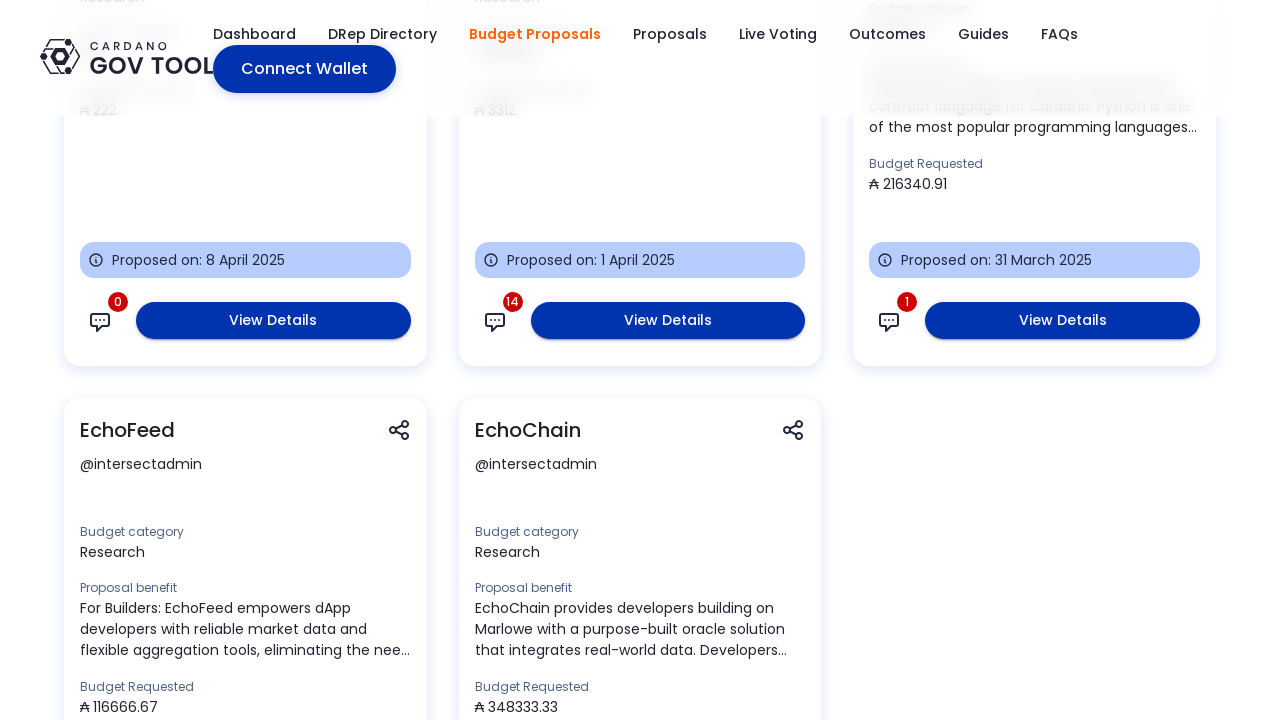 CARDANO
GOV TOOL
Dashboard
DRep Directory
Budget Proposals
Proposals
Live Voting
Outcomes
Guides
FAQs
Connect Wallet
₳ 222
Proposed on: 8 April 2025
0
View Details
₳ 3312
Proposed on: 1 April 2025
14
View Details
contract language for Cardano. Python is one
of the most popular programming languages...
Budget Requested
₳ 216340.91
Proposed on: 31 March 2025
1
View Details
EchoFeed
@intersectadmin
Budget category
Research
Proposal benefit
For Builders: EchoFeed empowers dApp
developers with reliable market data and
flexible aggregation tools, eliminating the nee...
Budget Requested
₳ 116666.67
EchoChain
@intersectadmin
Budget category
Research
Proposal benefit
EchoChain provides developers building on
Marlowe with a purpose-built oracle solution
that integrates real-world data. Developers...
Budget Requested
₳ 348333.33